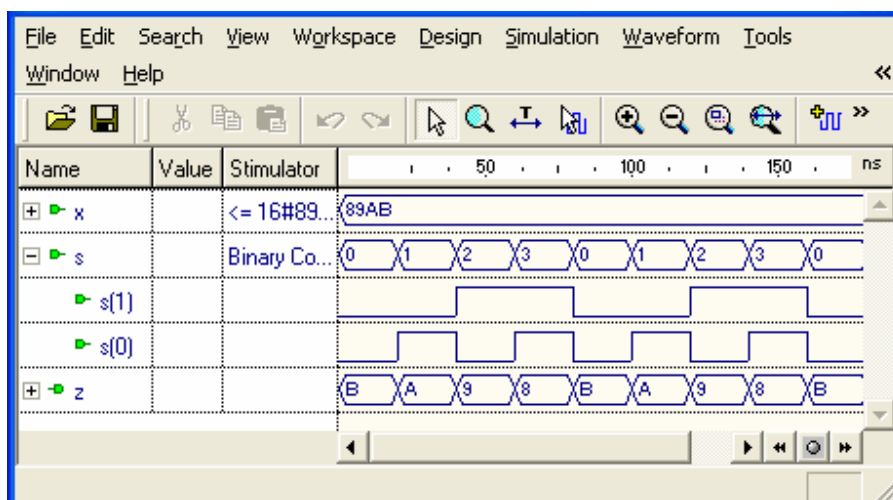 File Edit Search View Workspace Design Simulation Waveform Tools
Window Help
Name Value Stimulator 50 100 150 ns
x <= 16#89... 89AB
s Binary Co... 0 1 2 3 0 1 2 3 0
s(1)
s(0)
z B A 9 8 B A 9 8 B